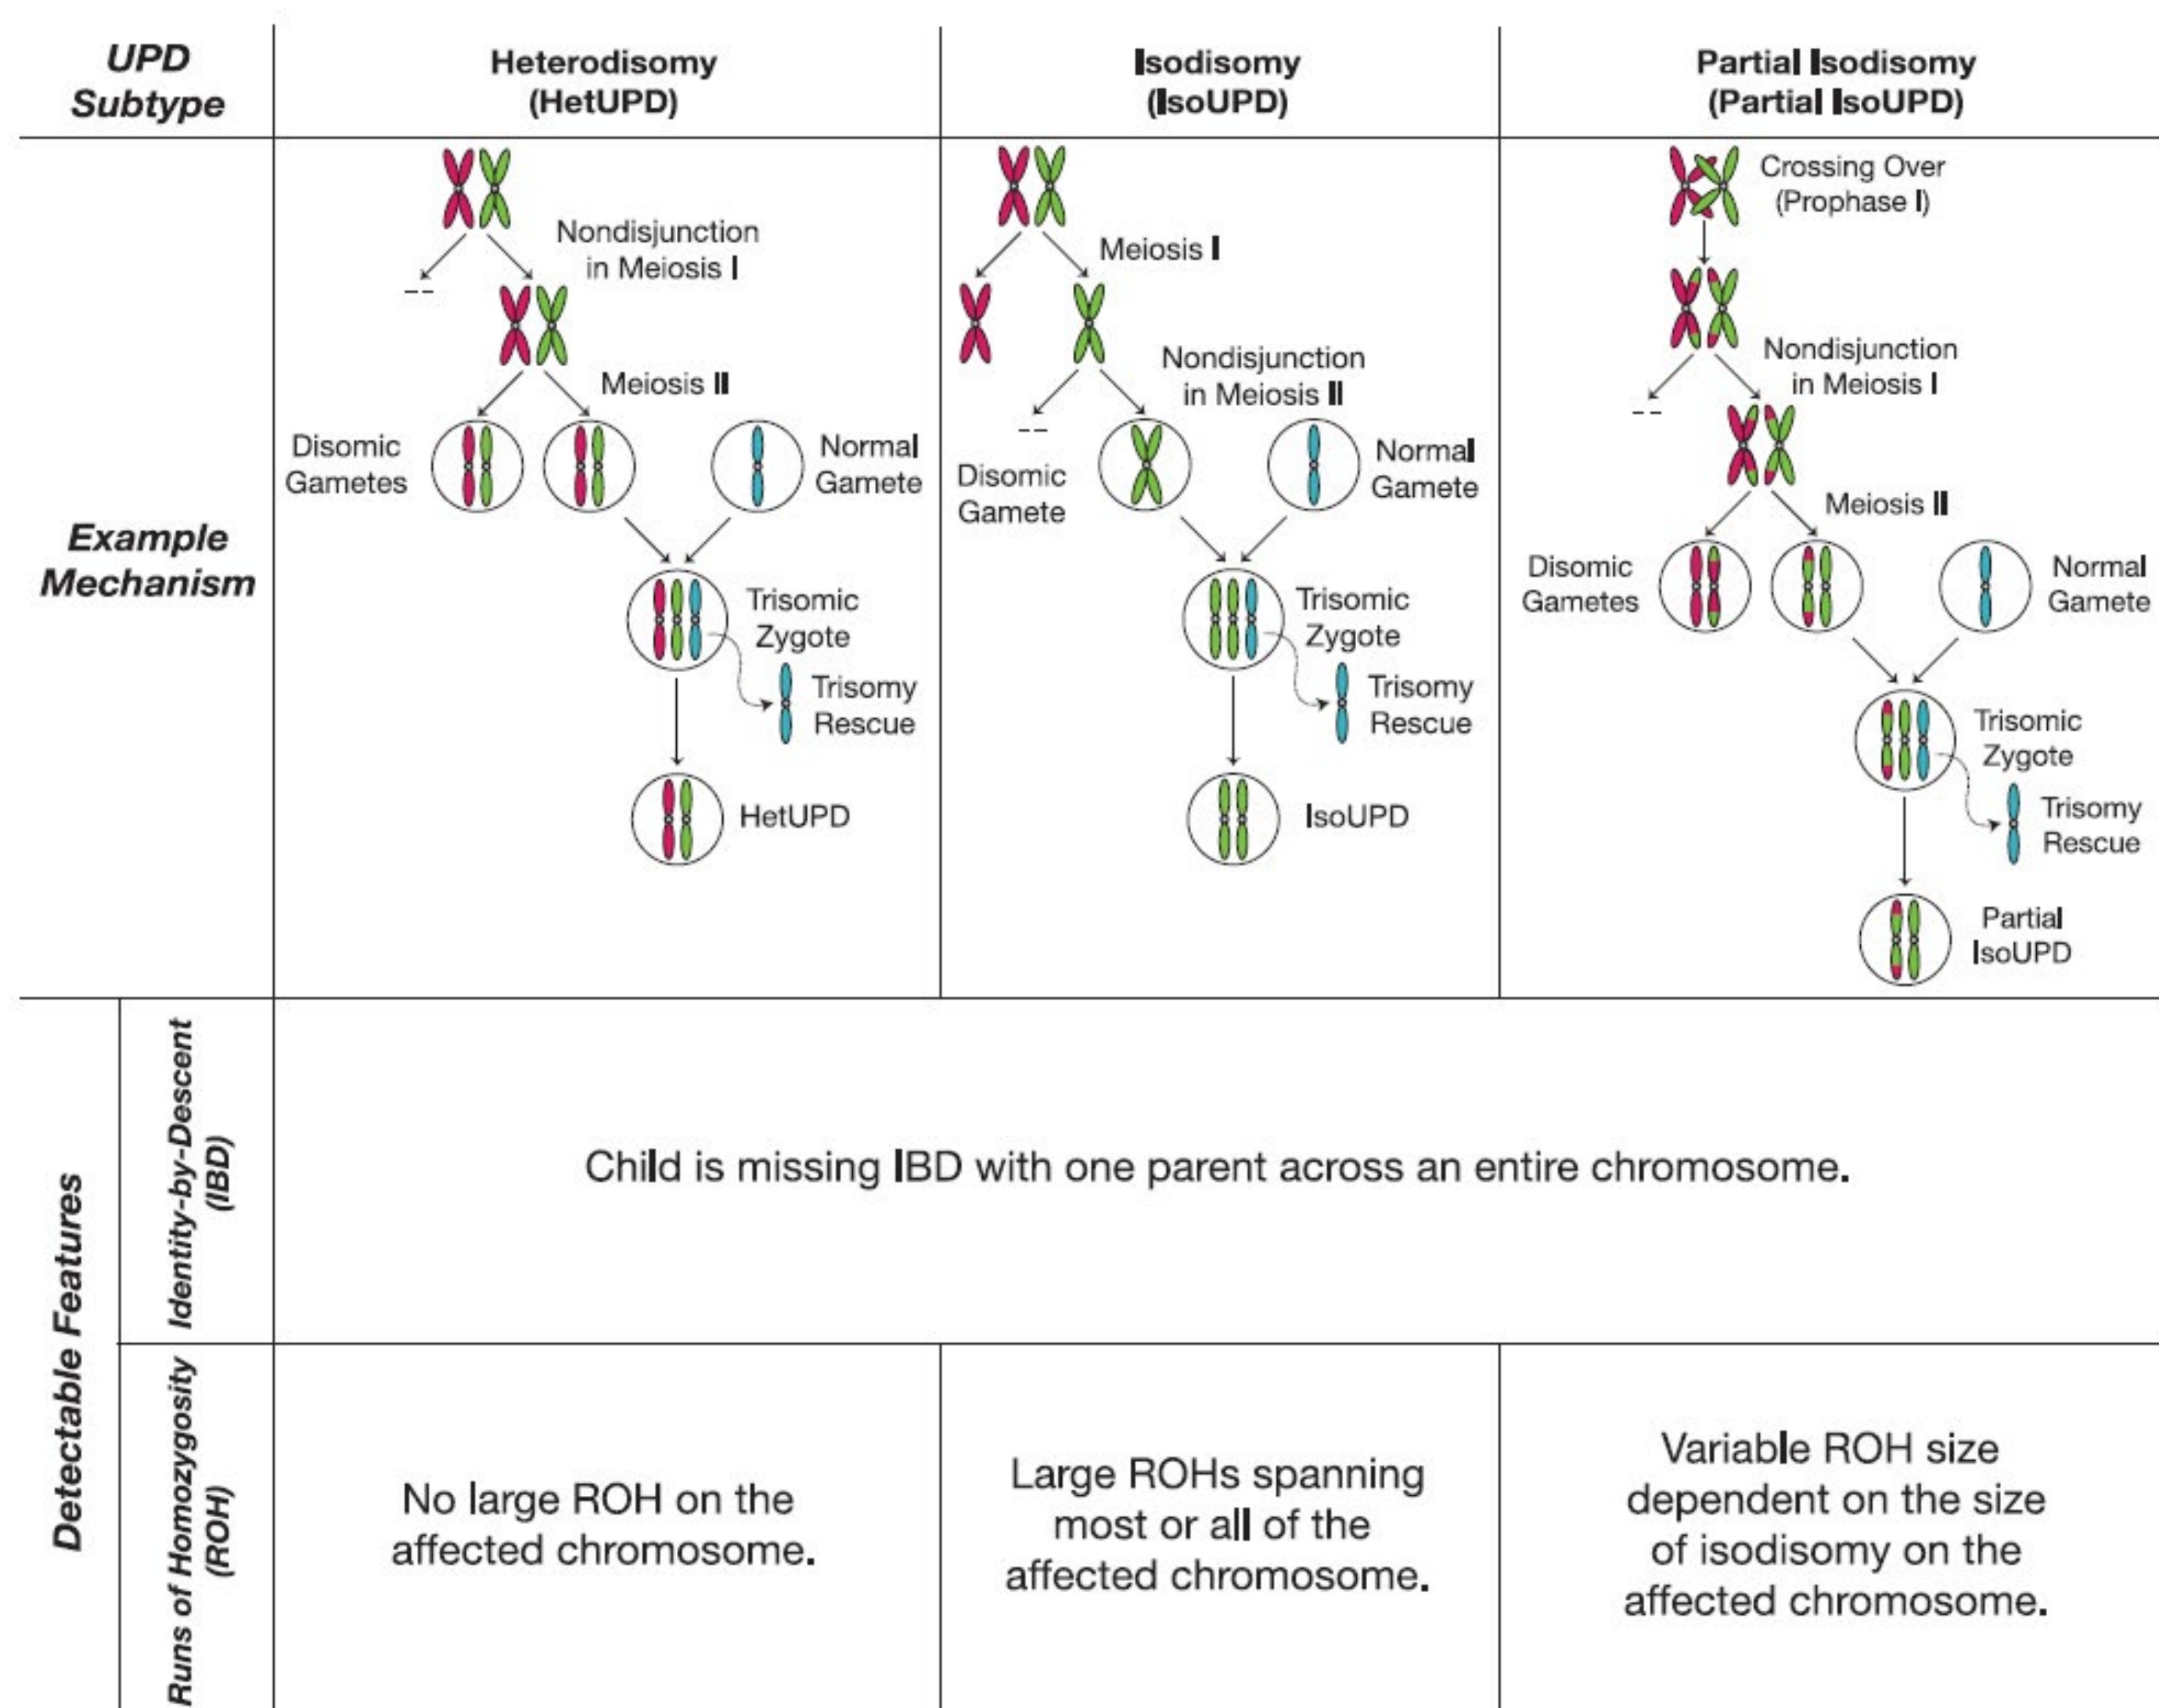 UPD
Subtype
Heterodisomy
(HetUPD)
Isodisomy
(IsoUPD)
Partial Isodisomy
(Partial IsoUPD)
Example
Mechanism
Nondisjunction
in Meiosis I
--
Meiosis II
Disomic
Gametes
Normal
Gamete
Trisomic
Zygote
Trisomy
Rescue
HetUPD
Meiosis I
Nondisjunction
in Meiosis II
--
Disomic
Gamete
Normal
Gamete
Trisomic
Zygote
Trisomy
Rescue
IsoUPD
Crossing Over
(Prophase I)
Nondisjunction
in Meiosis I
--
Meiosis II
Disomic
Gametes
Normal
Gamete
Trisomic
Zygote
Trisomy
Rescue
Partial
IsoUPD
Detectable Features
Identity-by-Descent
(IBD)
Child is missing IBD with one parent across an entire chromosome.
Runs of Homozygosity
(ROH)
No large ROH on the
affected chromosome.
Large ROHs spanning
most or all of the
affected chromosome.
Variable ROH size
dependent on the size
of isodisomy on the
affected chromosome.